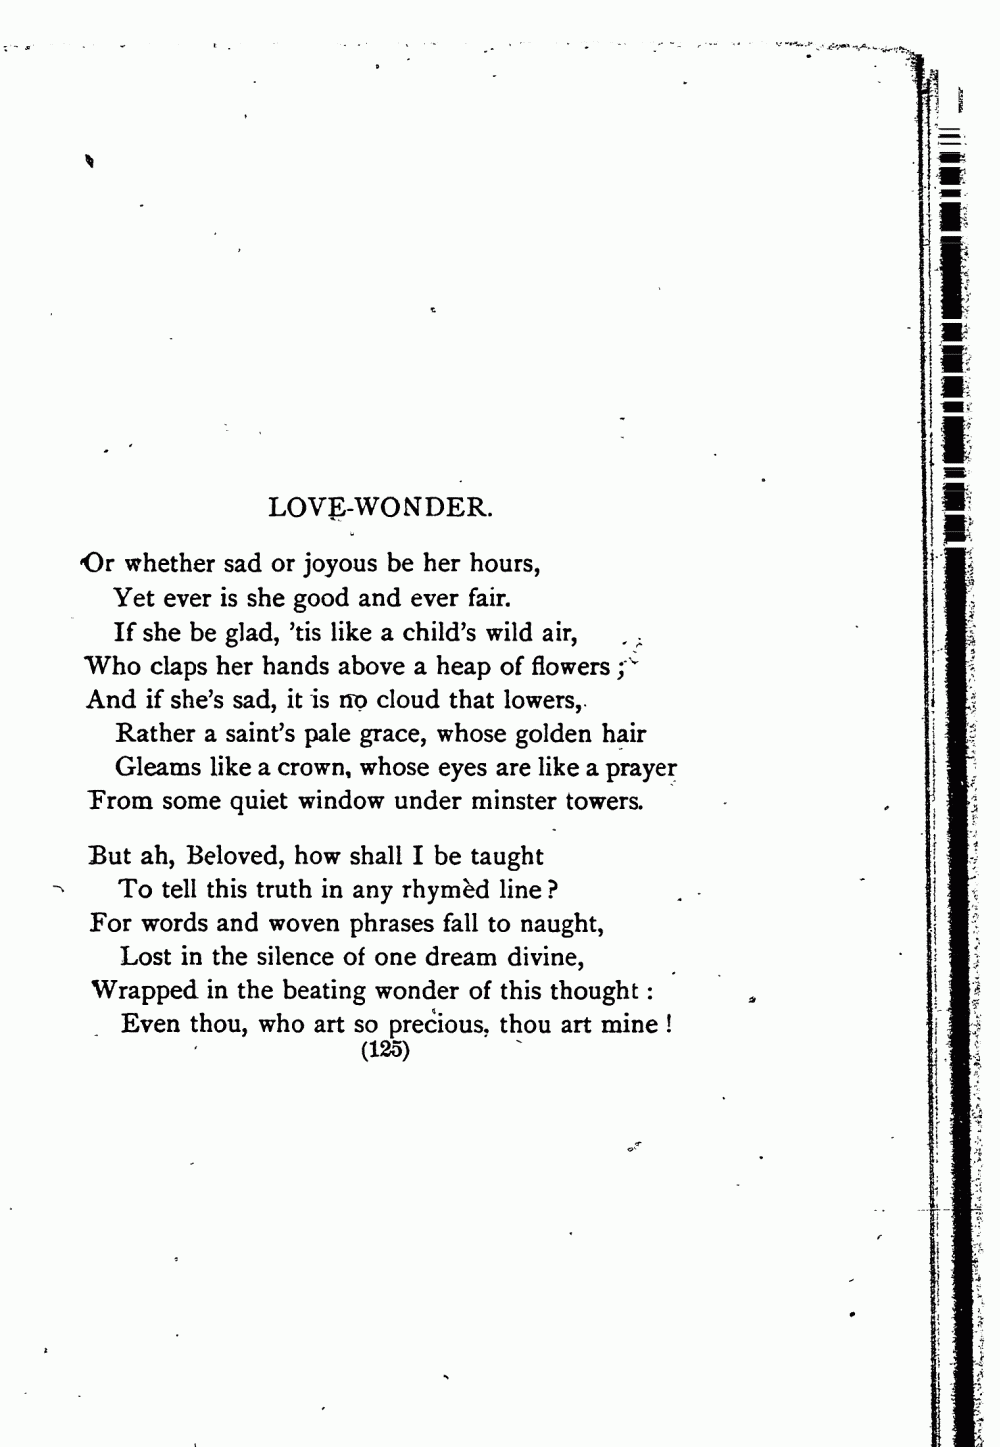 LOVE-WONDER.
Or whether sad or joyous be her hours,
Yet ever is she good and ever fair.
If she be glad, 'tis like a child's wild air,
Who claps her hands above a heap of flowers ;
And if she's sad, it is no cloud that lowers,
Rather a saint's pale grace, whose golden hair
Gleams like a crown, whose eyes are like a prayer
From some quiet window under minster towers.
But ah, Beloved, how shall I be taught
To tell this truth in any rhymèd line ?
For words and woven phrases fall to naught,
Lost in the silence of one dream divine,
Wrapped in the beating wonder of this thought :
Even thou, who art so precious, thou art mine !
(125)